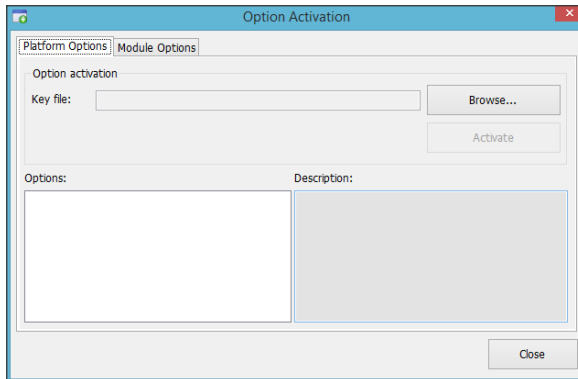 Option Activation
Platform Options Module Options
Option activation
Key file: Browse...
Activate
Options: Description:
Close